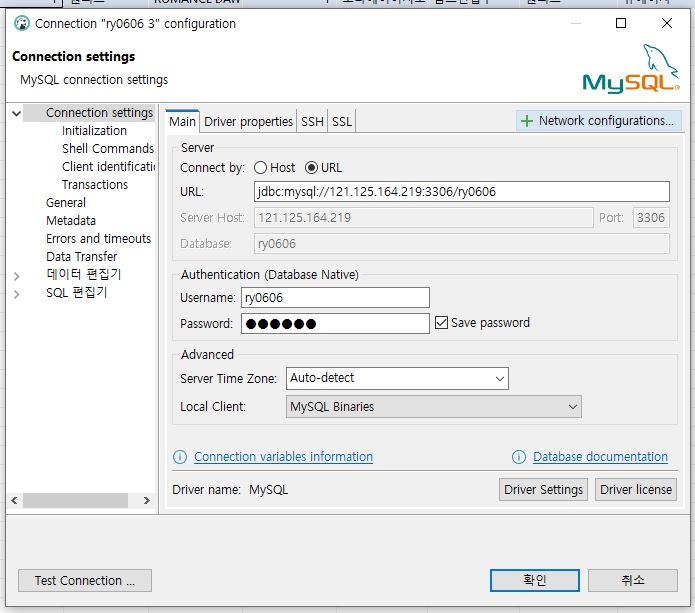 Connection "ry0606 3" configuration
Connection settings
MySQL connection settings
MySQL
Connection settings
Initialization
Shell Commands
Client identificatio
Transactions
General
Metadata
Errors and timeouts
Data Transfer
데이터 편집기
SQL 편집기
Main Driver properties SSH SSL
Network configurations...
Server
Connect by: Host URL
URL: jdbc:mysql://121.125.164.219:3306/ry0606
Server Host: 121.125.164.219 Port: 3306
Database: ry0606
Authentication (Database Native)
Username: ry0606
Password: ●●●●●● Save password
Advanced
Server Time Zone: Auto-detect
Local Client: MySQL Binaries
Connection variables information Database documentation
Driver name: MySQL Driver Settings Driver license
Test Connection ... 확인 취소